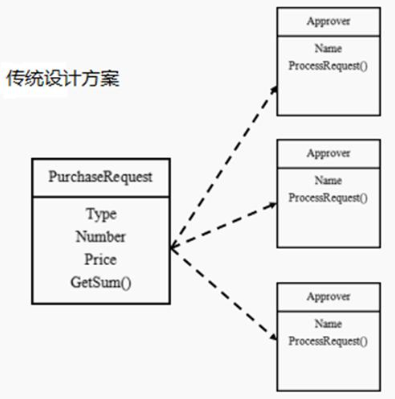 传统设计方案
PurchaseRequest
Type
Number
Price
GetSum()
Approver
Name
ProcessRequest()
Approver
Name
ProcessRequest()
Approver
Name
ProcessRequest()